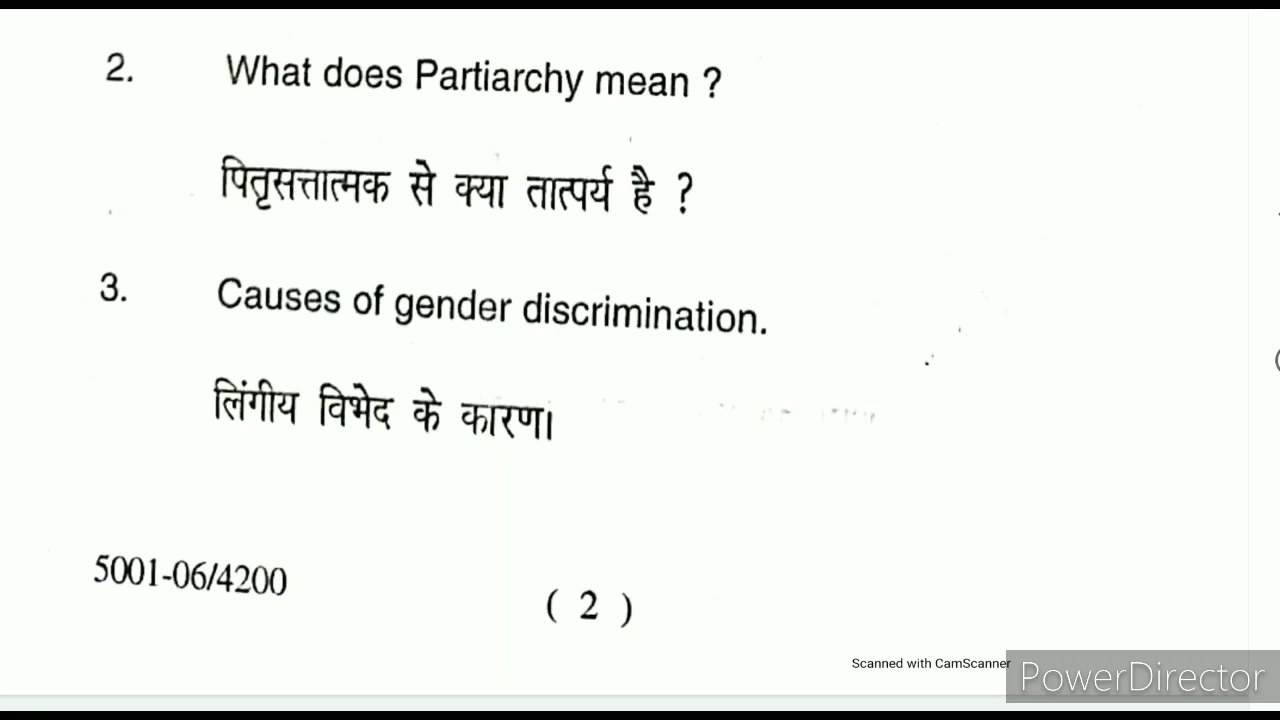 2. What does Partiarchy mean ?
पितृसत्तात्मक से क्या तात्पर्य है ?
3. Causes of gender discrimination.
लिंगीय विभेद के कारण।
5001-06/4200
( 2 )
Scanned with CamScanner
PowerDirector